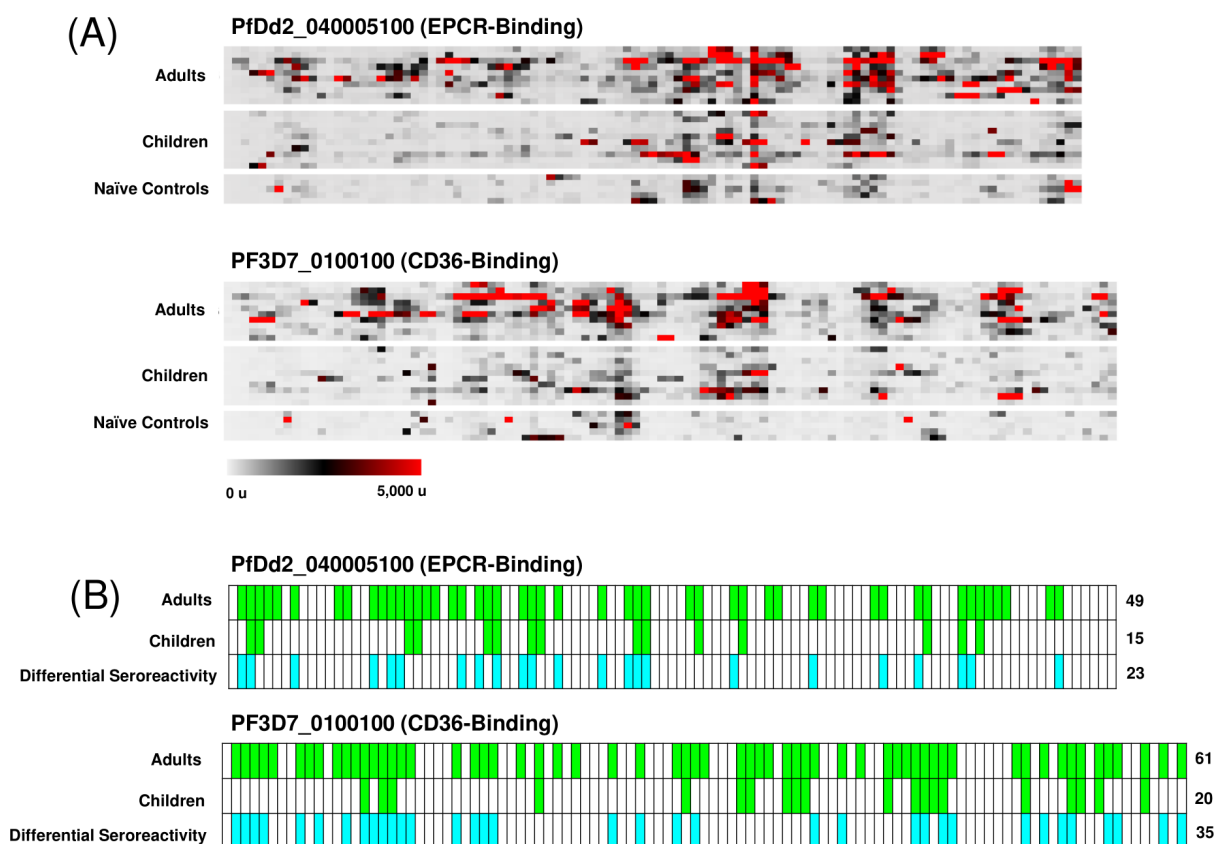 (A)
PfDd2_040005100 (EPCR-Binding)
Adults
Children
Naïve Controls
PF3D7_0100100 (CD36-Binding)
Adults
Children
Naïve Controls
0 u 5,000 u
(B)
PfDd2_040005100 (EPCR-Binding)
Adults 49
Children 15
Differential Seroreactivity 23
PF3D7_0100100 (CD36-Binding)
Adults 61
Children 20
Differential Seroreactivity 35